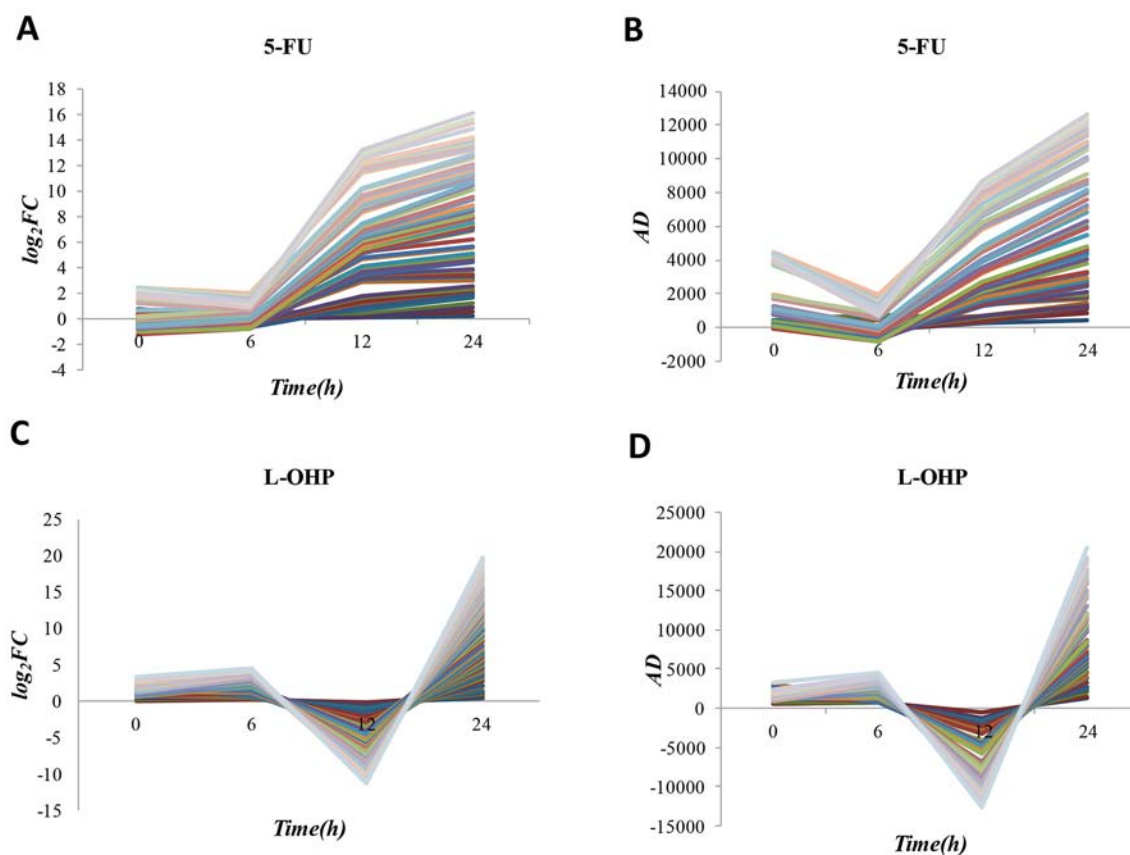 A
5-FU
18
16
14
12
10
8
6
4
2
0
-2
-4
log₂FC
0 6 12 24
Time(h)
B
5-FU
14000
12000
10000
8000
6000
4000
2000
0
-2000
AD
0 6 12 24
Time(h)
C
L-OHP
25
20
15
10
5
0
-5
-10
-15
log₂FC
0 6 12 24
Time(h)
D
L-OHP
25000
20000
15000
10000
5000
0
-5000
-10000
-15000
AD
0 6 12 24
Time(h)